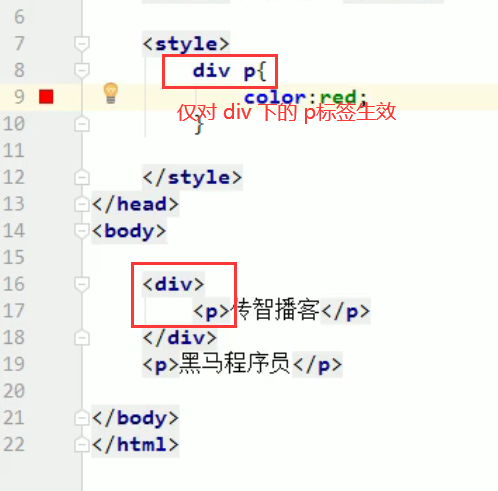 6
7 <style>
8 div p{
9 color:red;
仅对 div 下的 p标签生效
10 }
11
12 </style>
13 </head>
14 <body>
15
16 <div>
17 <p>传智播客</p>
18 </div>
19 <p>黑马程序员</p>
20
21 </body>
22 </html>